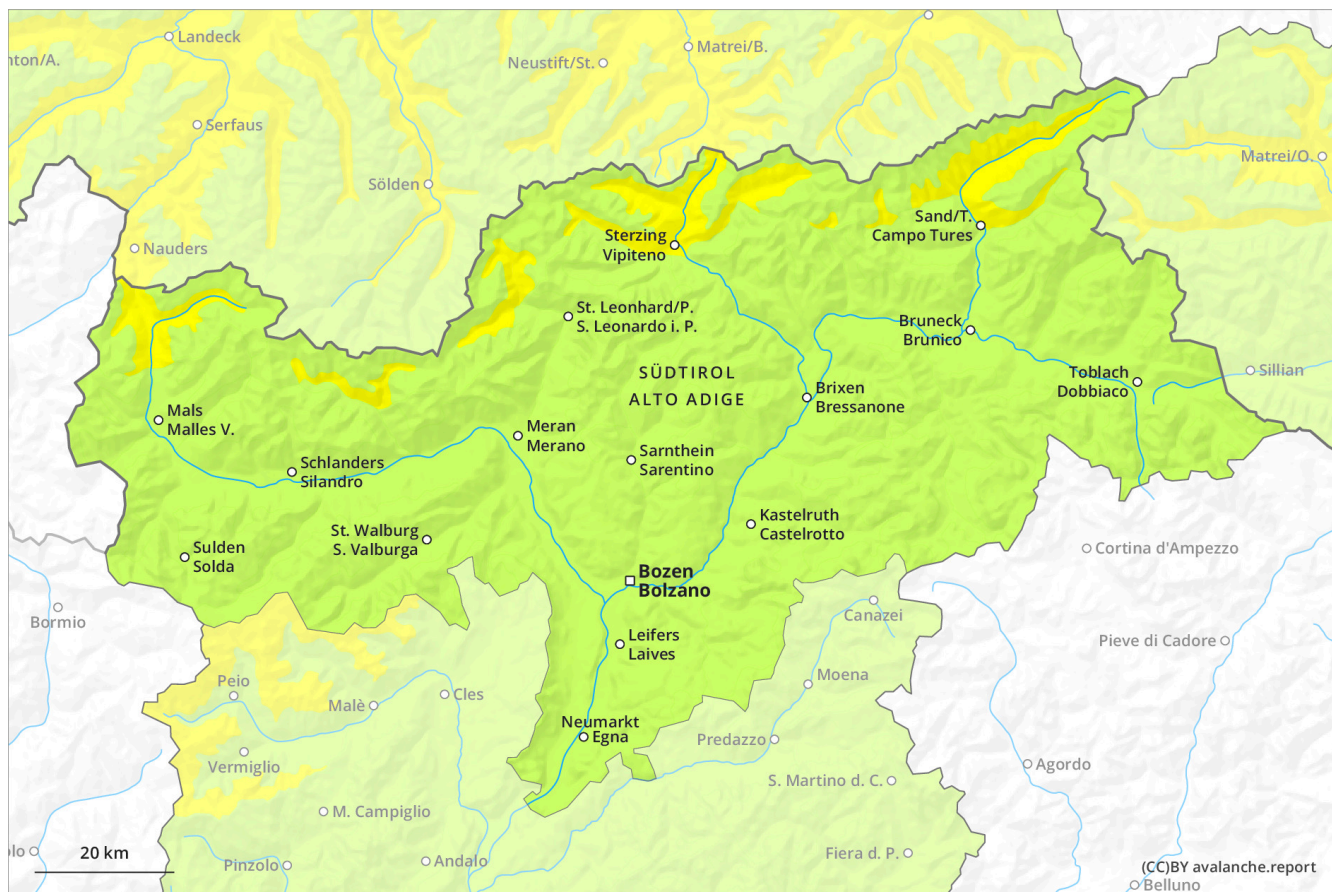 Landeck
nton/A.
Matrei/B.
Neustift/St.
Serfaus
Matrei/O.
Sölden
Nauders
Sand/T.
Campo Tures
Sterzing
Vipiteno
St. Leonhard/P.
S. Leonardo i. P.
Bruneck
Brunico
SÜDTIROL
ALTO ADIGE
Toblach
Dobbiaco
Sillian
Brixen
Bressanone
Mals
Malles V.
Meran
Merano
Sarnthein
Sarentino
Schlanders
Silandro
St. Walburg
S. Valburga
Kastelruth
Castelrotto
Sulden
Solda
Cortina d'Ampezzo
Bozen
Bolzano
Bormio
Canazei
Leifers
Laives
Pieve di Cadore
Peio
Cles
Moena
Malè
Neumarkt
Egna
Predazzo
Vermiglio
Agordo
S. Martino d. C.
M. Campiglio
olo
20 km
Pinzolo
Andalo
Fiera d. P.
(CC)BY avalanche.report
Belluno